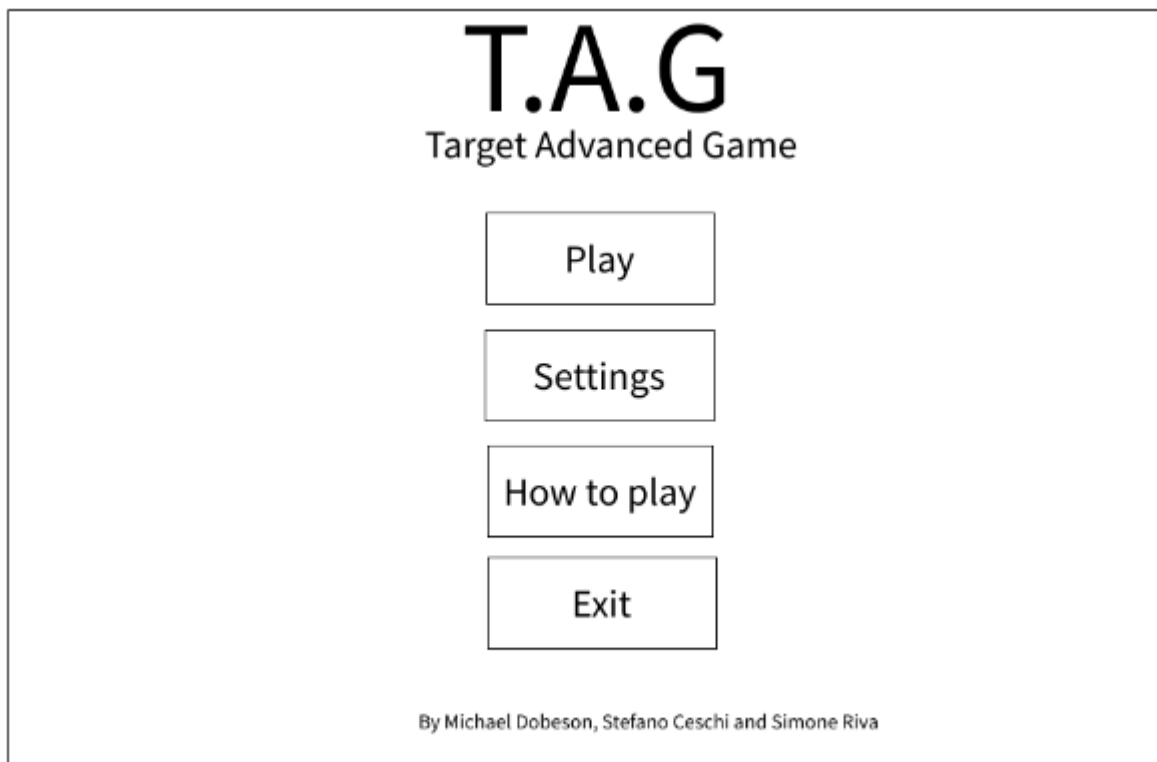 T.A.G
Target Advanced Game
Play
Settings
How to play
Exit
By Michael Dobeson, Stefano Ceschi and Simone Riva